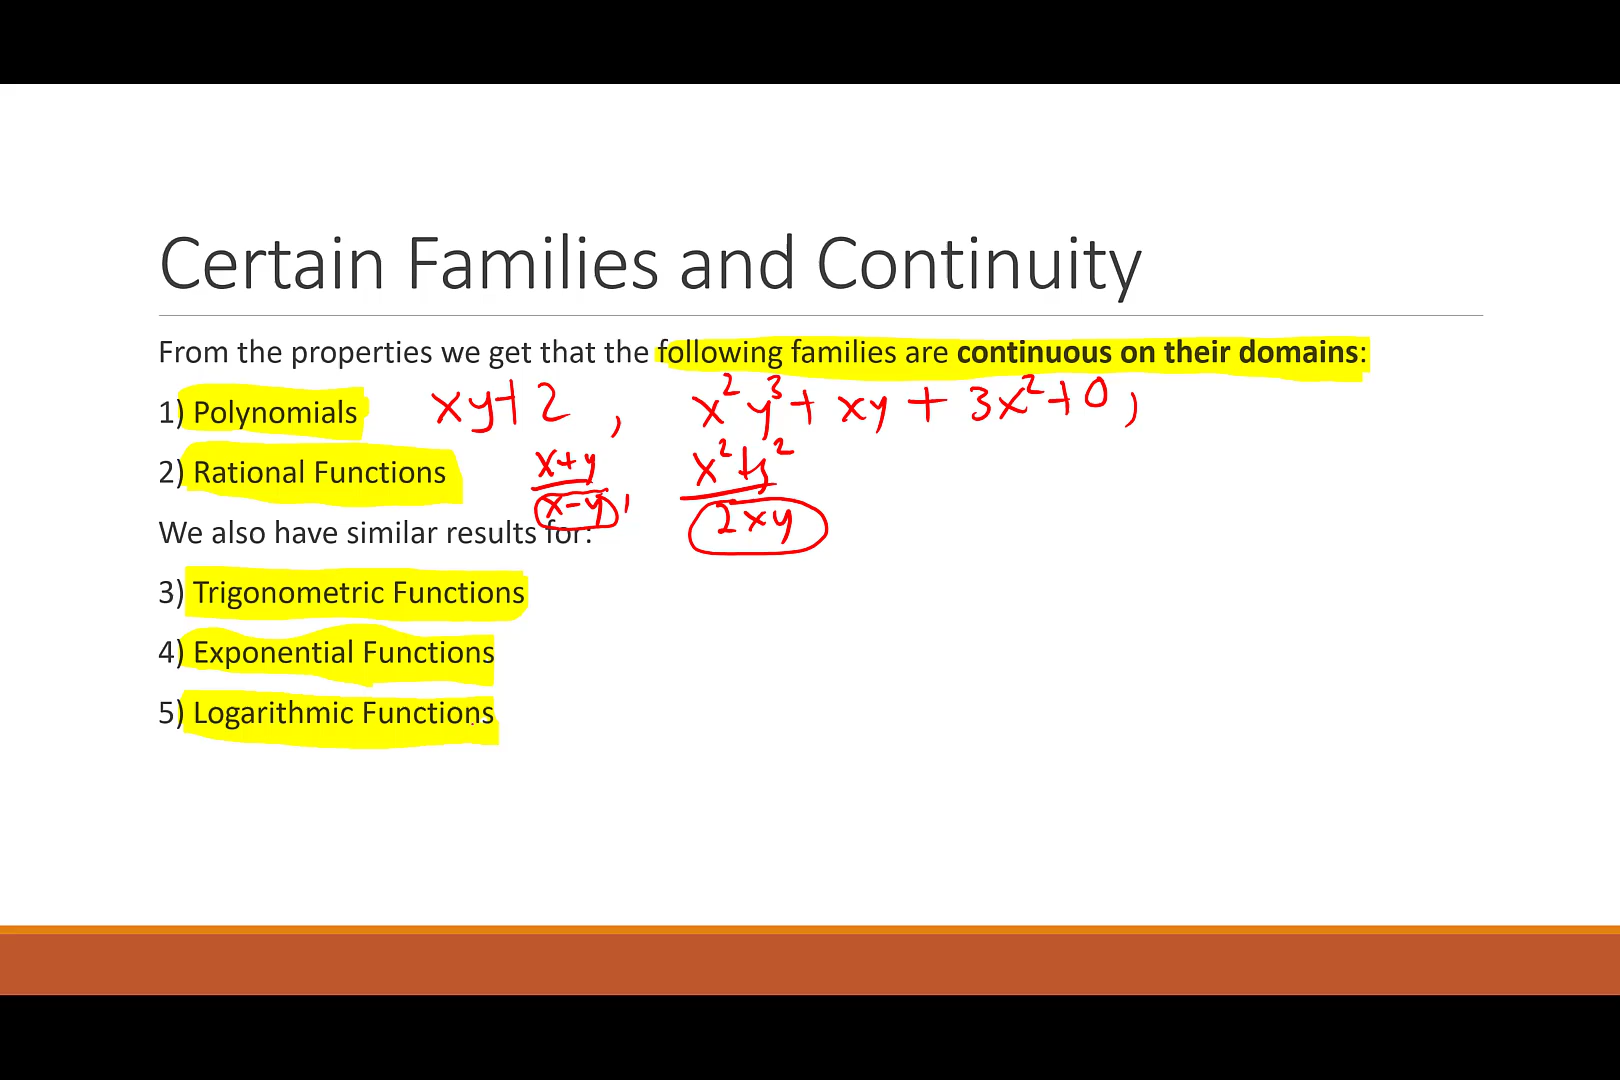 Certain Families and Continuity
From the properties we get that the following families are continuous on their domains:
1) Polynomials xy+2 , x²y³ + xy + 3x²+0 ,
2) Rational Functions (x+y)/(x-y) , (x²+y²)/(2xy)
We also have similar results for:
3) Trigonometric Functions
4) Exponential Functions
5) Logarithmic Functions